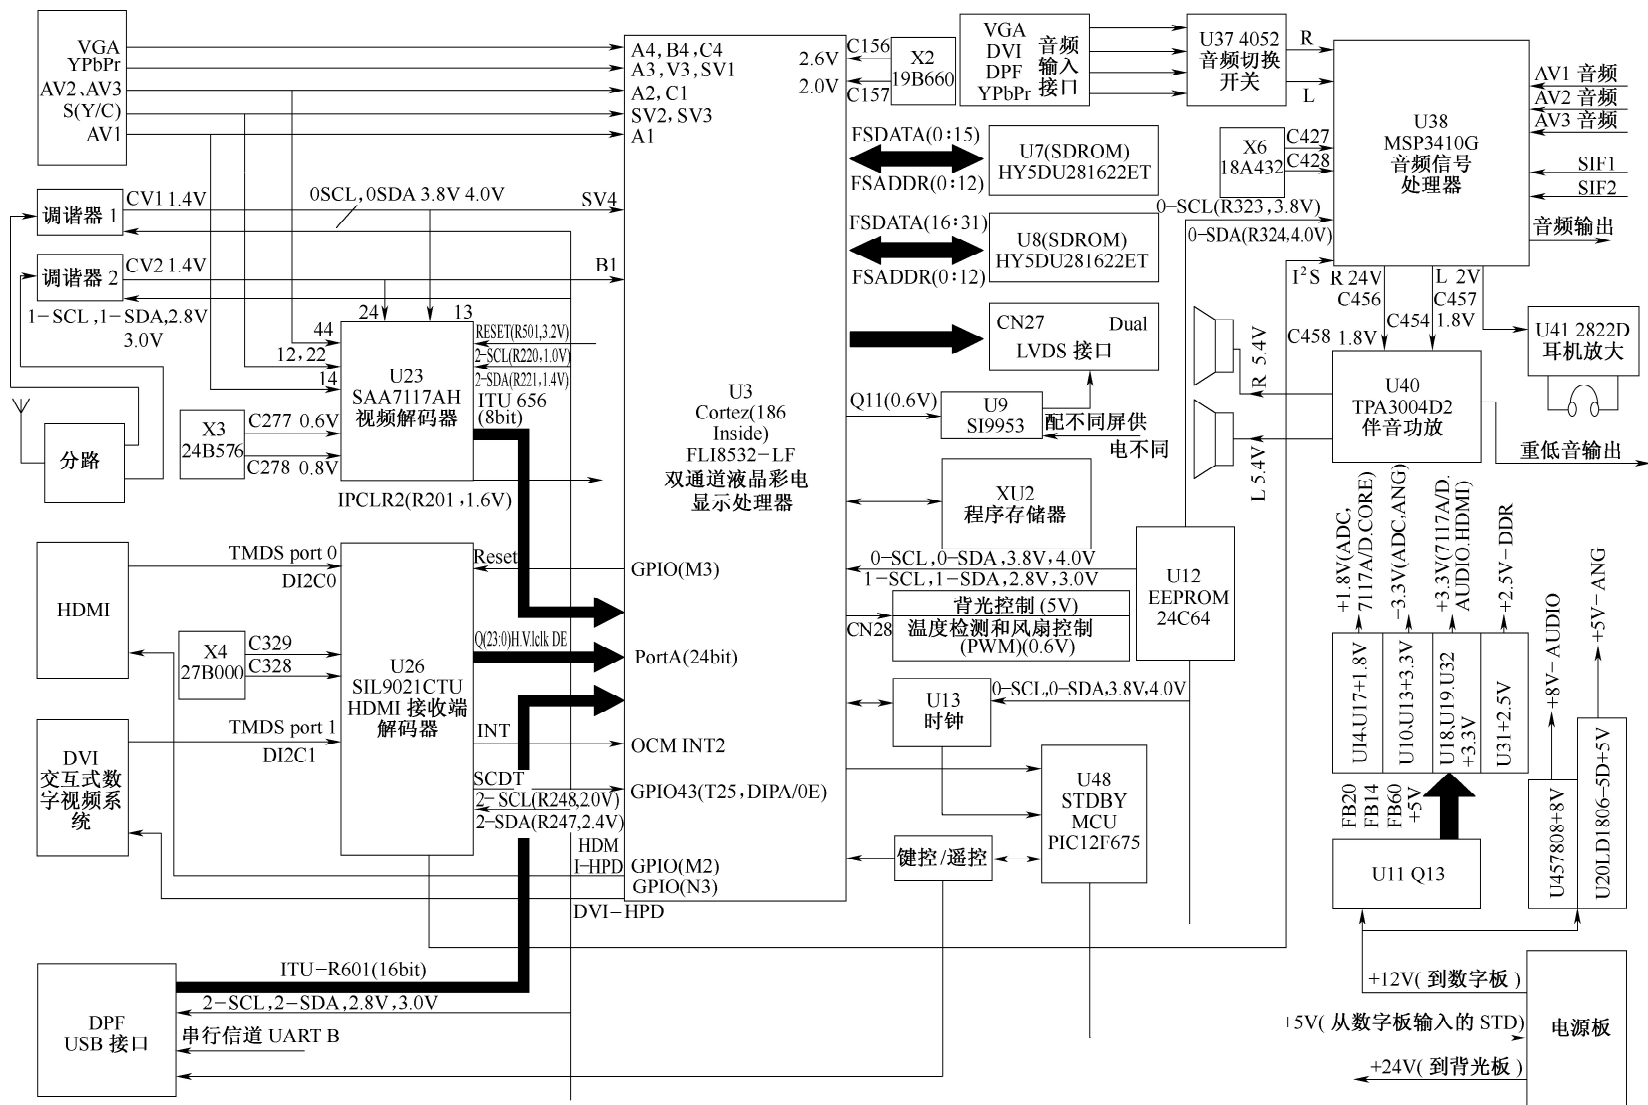 VGA
YPbPr
AV2、AV3
S(Y/C)
AV1
A4, B4, C4
A3, V3, SV1
A2, C1
SV2, SV3
A1
2.6V
2.0V
C156
C157
X2
19B660
VGA
DVI
DPF
YPbPr
音频
输入
接口
U37 4052
音频切换
开关
R
L
U38
MSP3410G
音频信号
处理器
AV1 音频
AV2 音频
AV3 音频
SIF1
SIF2
音频输出
X6
18A432
C427
C428
0-SCL(R323,3.8V)
0-SDA(R324,4.0V)
I²S
R 24V
C456
L 2V
C457
C454
1.8V
C458 1.8V
U41 2822D
耳机放大
调谐器 1
CV1 1.4V
0SCL,0SDA 3.8V 4.0V
SV4
调谐器 2
CV2 1.4V
B1
1-SCL,1-SDA,2.8V
3.0V
FSDATA(0:15)
FSADDR(0:12)
U7(SDROM)
HY5DU281622ET
FSDATA(16:31)
FSADDR(0:12)
U8(SDROM)
HY5DU281622ET
CN27
Dual
LVDS 接口
24
13
44
12,22
14
U23
SAA7117AH
视频解码器
RESET(R501,3.2V)
2-SCL(R220,1.0V)
2-SDA(R221,1.4V)
ITU 656
(8bit)
X3
24B576
C277 0.6V
C278 0.8V
IPCLR2(R201,1.6V)
分路
U3
Cortez(186
Inside)
FLI8532-LF
双通道液晶彩电
显示处理器
Q11(0.6V)
U9
SI9953
配不同屏供
电不同
R 5.4V
L 5.4V
U40
TPA3004D2
伴音功放
重低音输出
XU2
程序存储器
0-SCL,0-SDA,3.8V,4.0V
1-SCL,1-SDA,2.8V,3.0V
U12
EEPROM
24C64
CN28
背光控制 (5V)
温度检测和风扇控制
(PWM)(0.6V)
HDMI
TMDS port 0
DI2C0
Reset
GPIO(M3)
X4
27B000
C329
C328
U26
SIL9021CTU
HDMI 接收端
解码器
Q(23:0)H.V.lclk DE
PortA(24bit)
DVI
交互式数
字视频系
统
TMDS port 1
DI2C1
INT
OCM INT2
SCDT
GPIO43(T25,DIPA/0E)
2-SCL(R248,2.0V)
2-SDA(R247,2.4V)
HDM
I-HPD
GPIO(M2)
GPIO(N3)
DVI-HPD
U13
时钟
0-SCL,0-SDA,3.8V,4.0V
U48
STDBY
MCU
PIC12F675
键控/遥控
DPF
USB 接口
ITU-R601(16bit)
2-SCL,2-SDA,2.8V,3.0V
串行信道 UART B
+1.8V(ADC,
7117A/D.CORE)
-3.3V(ADC,ANG)
+3.3V(7117A/D.
AUDIO.HDMI)
+2.5V-DDR
U14.U17+1.8V
U10.U13+3.3V
U18.U19.U32
+3.3V
U31+2.5V
FB20
FB14
FB60
+5V
U11 Q13
+8V-AUDIO
+5V-ANG
U457808+8V
U20LD1806-5D+5V
+12V( 到数字板 )
5V( 从数字板输入的 STD)
+24V( 到背光板 )
电源板